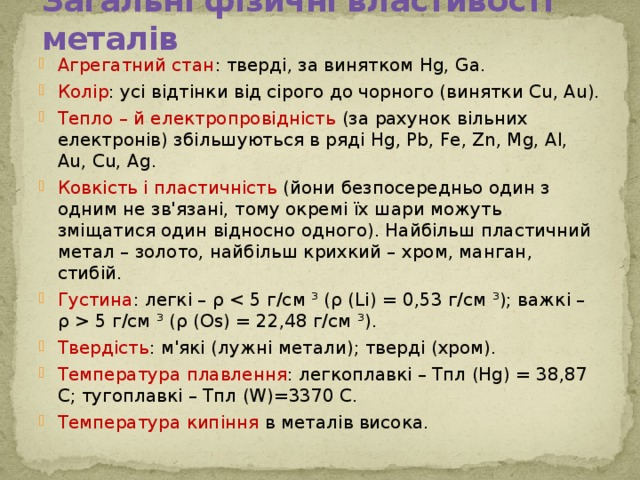 Загальні фізичні властивості
металів
Агрегатний стан: тверді, за винятком Hg, Ga.
Колір: усі відтінки від сірого до чорного (винятки Cu, Au).
Тепло – й електропровідність (за рахунок вільних
електронів) збільшуються в ряді Hg, Pb, Fe, Zn, Mg, Al,
Au, Cu, Ag.
Ковкість і пластичність (йони безпосередньо один з
одним не зв'язані, тому окремі їх шари можуть
зміщатися один відносно одного). Найбільш пластичний
метал – золото, найбільш крихкий – хром, манган,
стибій.
Густина: легкі – ρ < 5 г/см ³ (ρ (Li) = 0,53 г/см ³); важкі –
ρ > 5 г/см ³ (ρ (Os) = 22,48 г/см ³).
Твердість: м'які (лужні метали); тверді (хром).
Температура плавлення: легкоплавкі – Тпл (Hg) = 38,87
С; тугоплавкі – Тпл (W)=3370 С.
Температура кипіння в металів висока.